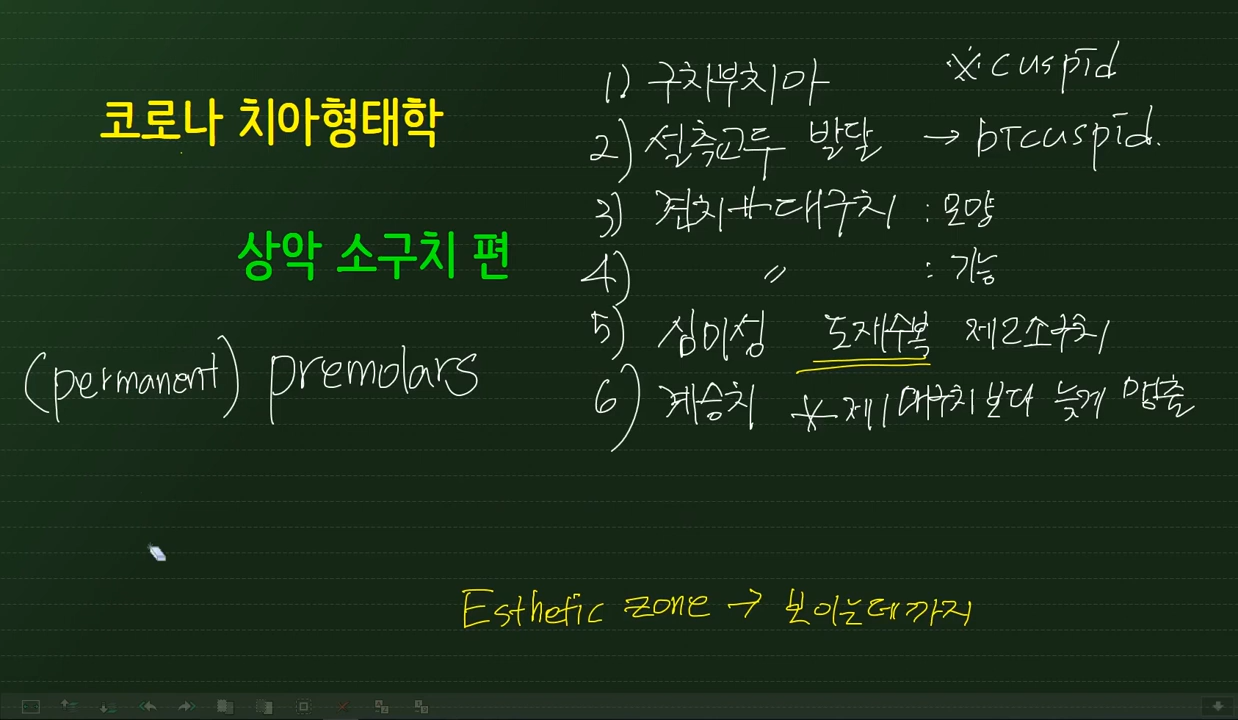 코로나 치아형태학
상악 소구치 편
(permanent) premolars
1) 구치부치아 ※ cuspid
2) 설측교두 발달 → bicuspid.
3) 견치+대구치 : 모양
4) 〃 : 기능
5) 심미성 도재수복 제2소구치
6) 계승치 * 제1대구치보다 늦게 맹출
Esthetic zone → 보이는데까지